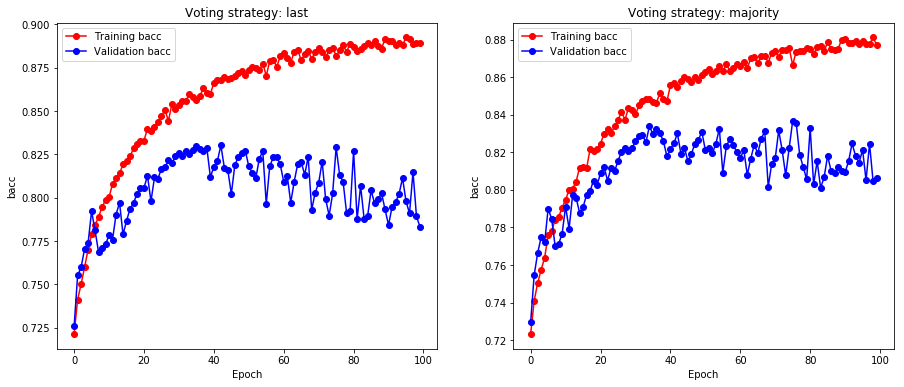 Voting strategy: last
0.900
0.875
0.850
0.825
0.800
0.775
0.750
0.725
bacc
Training bacc
Validation bacc
0 20 40 60 80 100
Epoch
Voting strategy: majority
0.88
0.86
0.84
0.82
0.80
0.78
0.76
0.74
0.72
bacc
Training bacc
Validation bacc
0 20 40 60 80 100
Epoch